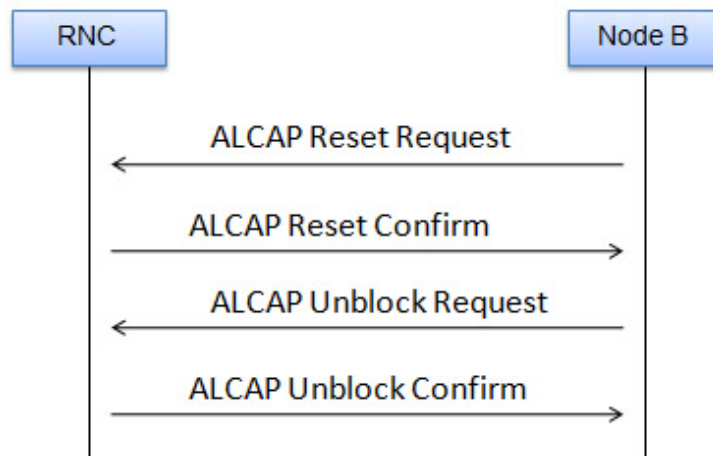 RNC
Node B
ALCAP Reset Request
ALCAP Reset Confirm
ALCAP Unblock Request
ALCAP Unblock Confirm